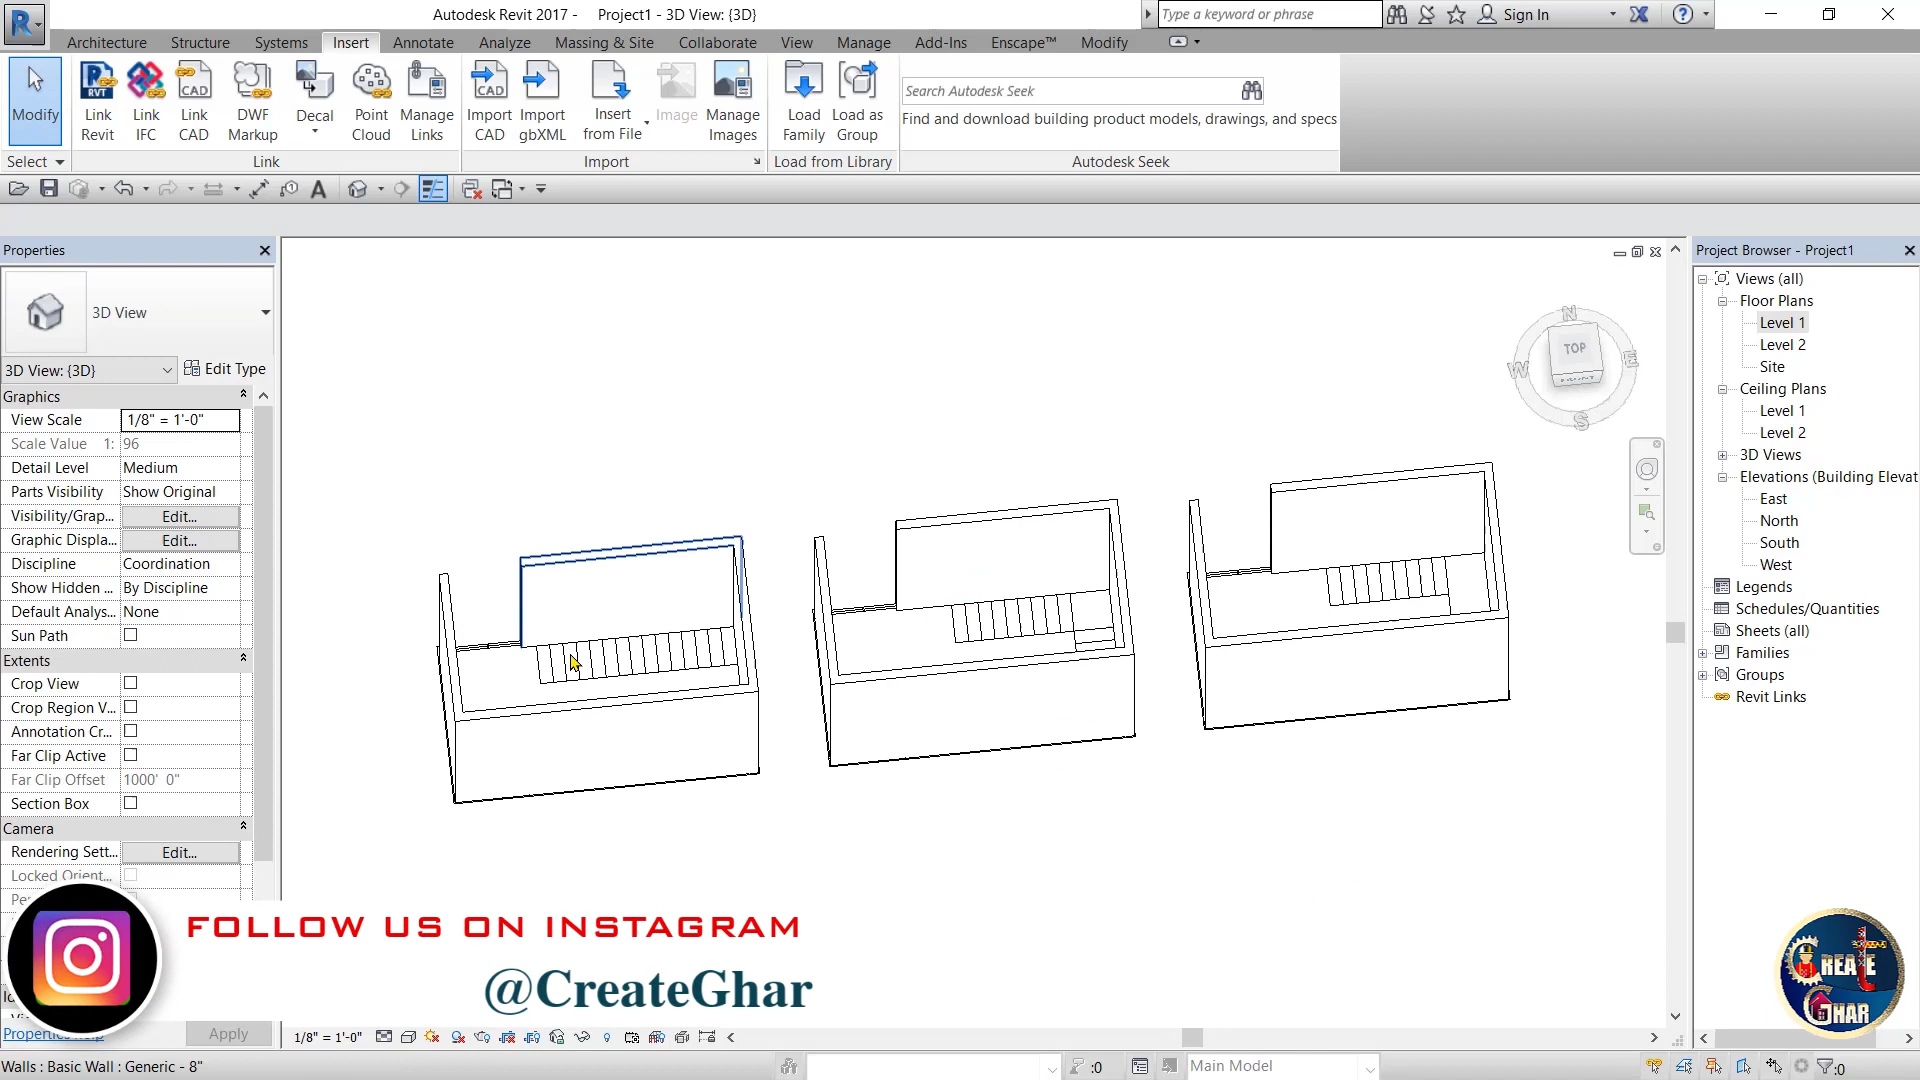 Autodesk Revit 2017 - Project1 - 3D View: {3D}
Type a keyword or phrase
Sign In
Architecture Structure Systems Insert Annotate Analyze Massing & Site Collaborate View Manage Add-Ins Enscape™ Modify
Modify
Link Revit
Link IFC
Link CAD
DWF Markup
Decal
Point Cloud
Manage Links
Import CAD
Import gbXML
Insert from File
Image
Manage Images
Load Family
Load as Group
Search Autodesk Seek
Find and download building product models, drawings, and specs
Select
Link
Import
Load from Library
Autodesk Seek
Properties
3D View
3D View: {3D}
Edit Type
Graphics
View Scale 1/8" = 1'-0"
Scale Value 1: 96
Detail Level Medium
Parts Visibility Show Original
Visibility/Grap... Edit...
Graphic Displa... Edit...
Discipline Coordination
Show Hidden ... By Discipline
Default Analys... None
Sun Path
Extents
Crop View
Crop Region V...
Annotation Cr...
Far Clip Active
Far Clip Offset 1000' 0"
Section Box
Camera
Rendering Sett... Edit...
Locked Orient...
Properties help
Apply
N
W
E
S
TOP
Project Browser - Project1
Views (all)
Floor Plans
Level 1
Level 2
Site
Ceiling Plans
Level 1
Level 2
3D Views
Elevations (Building Elevat
East
North
South
West
Legends
Schedules/Quantities
Sheets (all)
Families
Groups
Revit Links
FOLLOW US ON INSTAGRAM
@CreateGhar
CREATE
GHAR
1/8" = 1'-0"
Walls : Basic Wall : Generic - 8"
:0
Main Model
:0